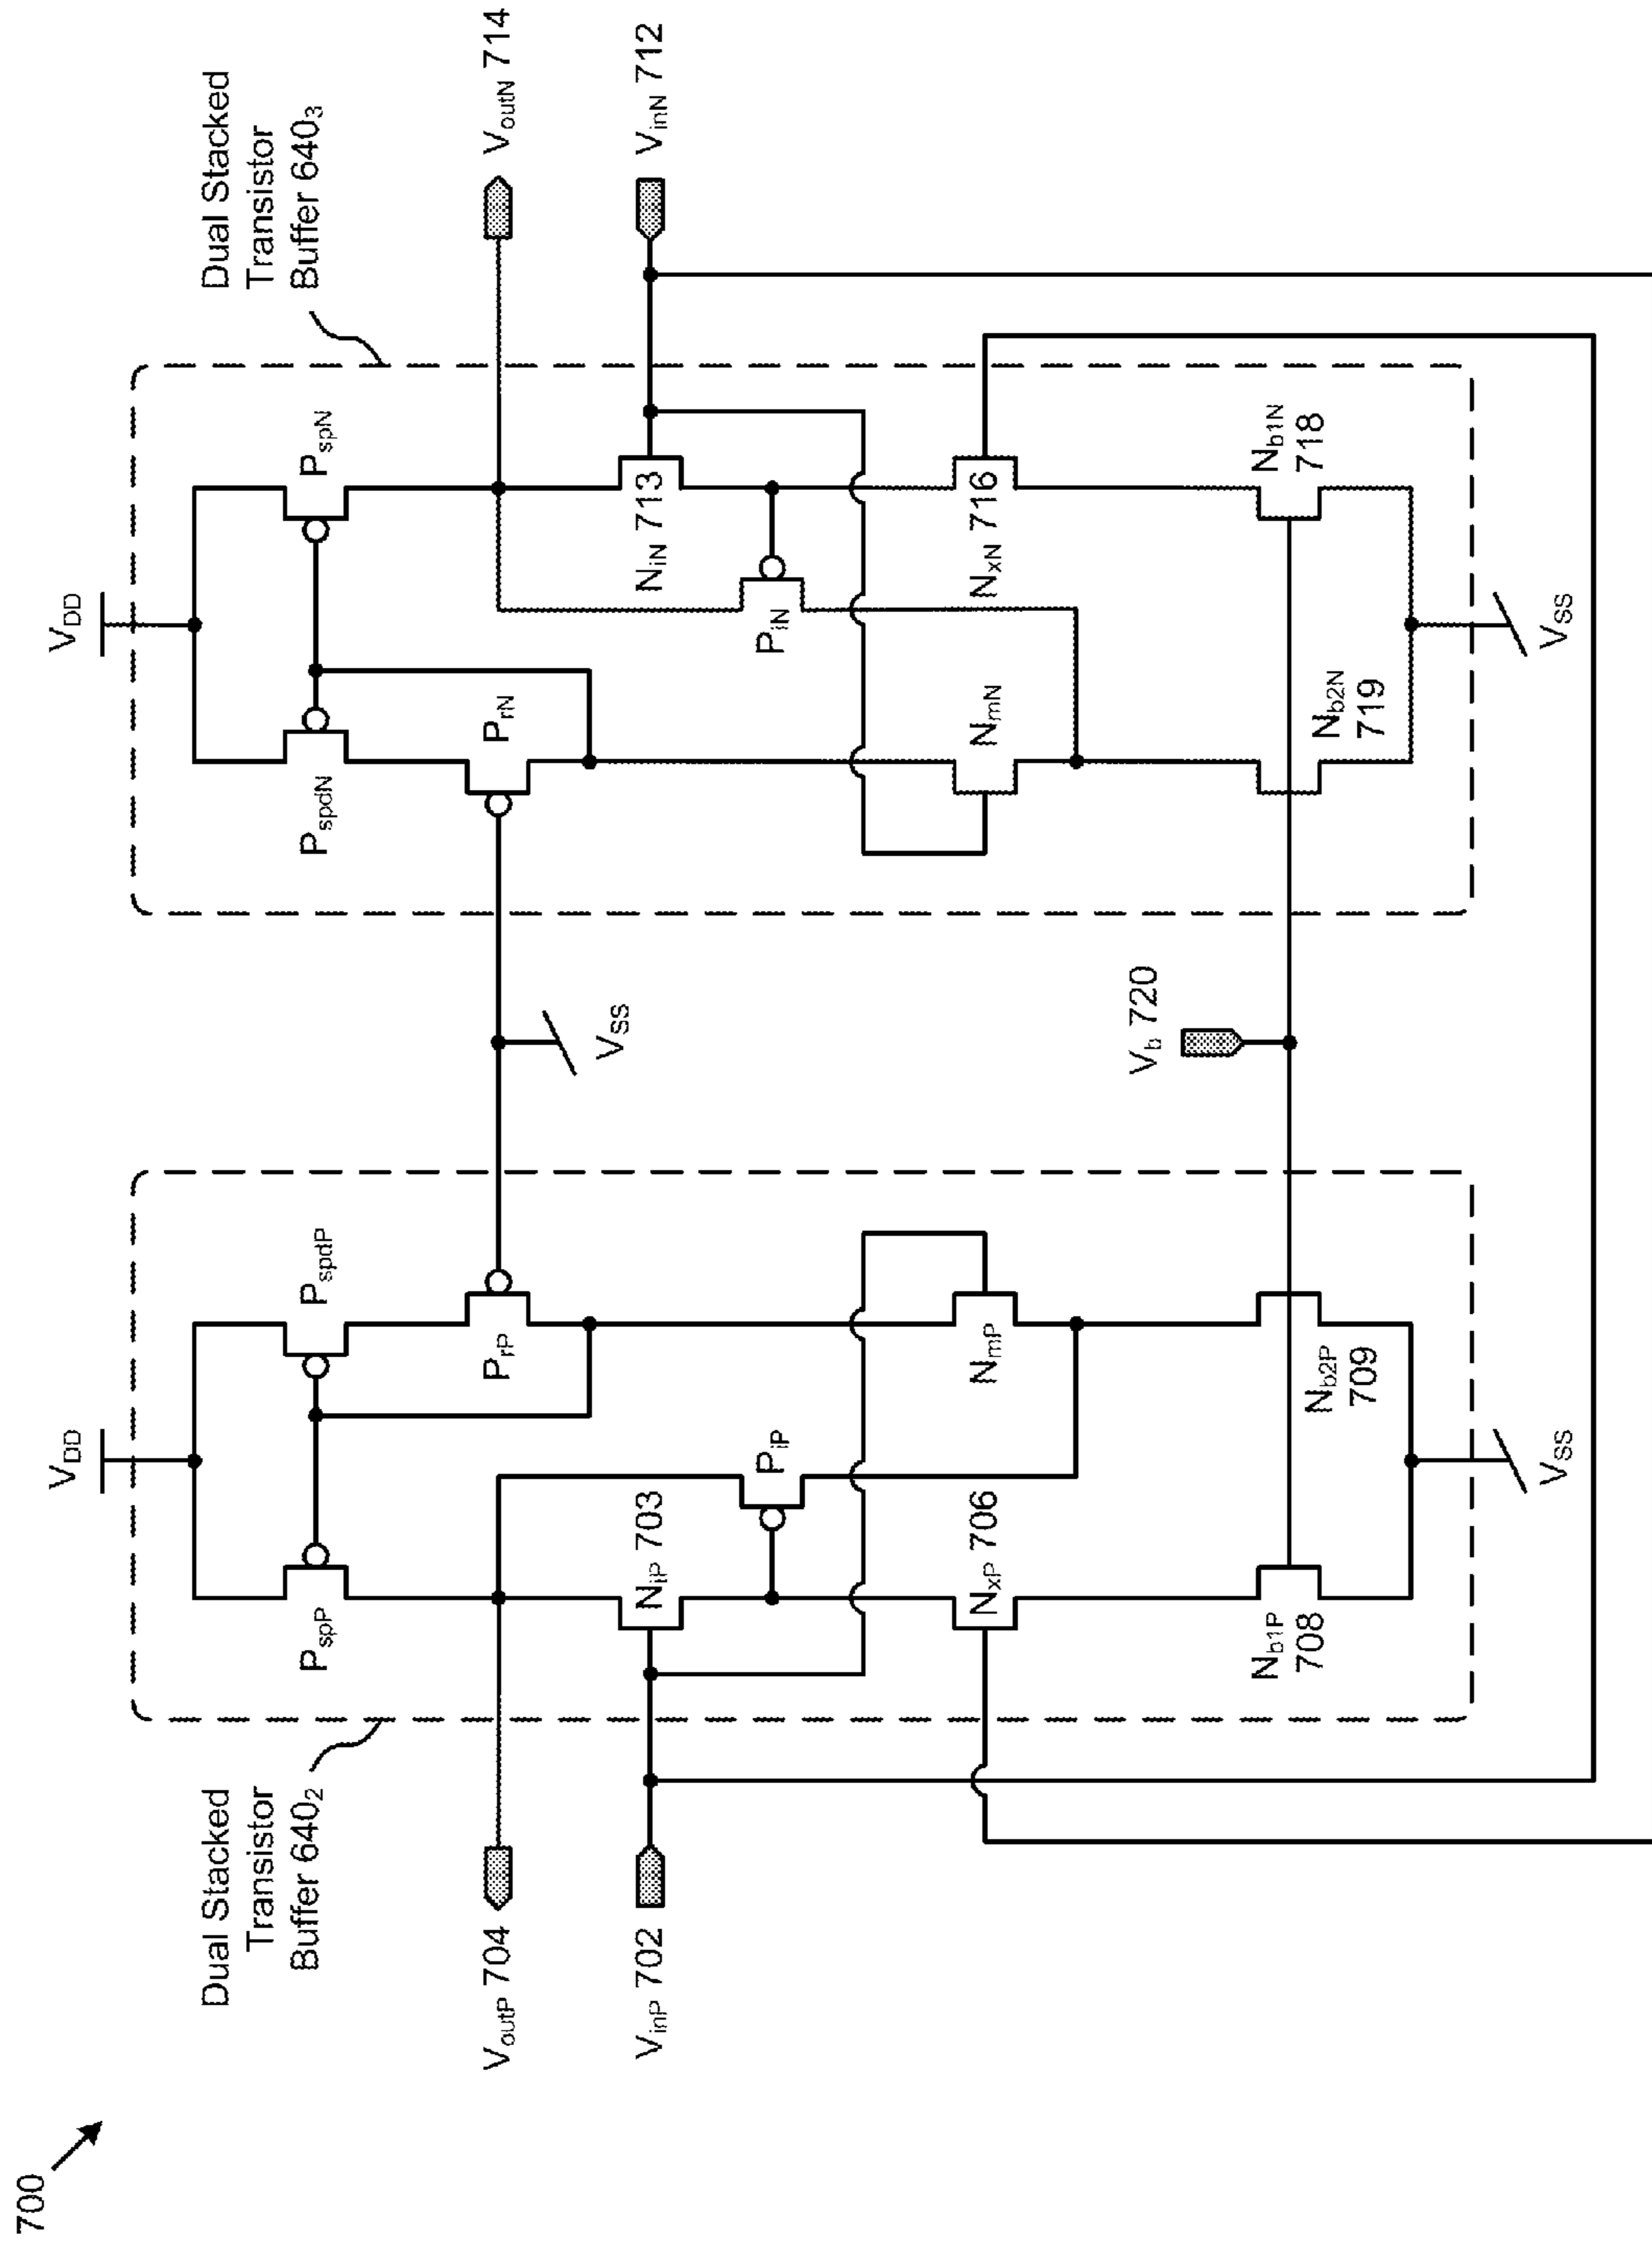 700
Dual Stacked
Transistor
Buffer 640₂
Dual Stacked
Transistor
Buffer 640₃
V_DD
V_DD
P_spP
P_spdP
P_spdN
P_spN
V_outP 704
P_rP
P_rN
V_outN 714
V_SS
V_inP 702
N_iP 703
N_iN 713
V_inN 712
P_iP
P_iN
N_xP 706
N_mP
N_mN
N_xN 716
V_b 720
N_b1P
708
N_b2P
709
N_b2N
719
N_b1N
718
V_SS
V_SS